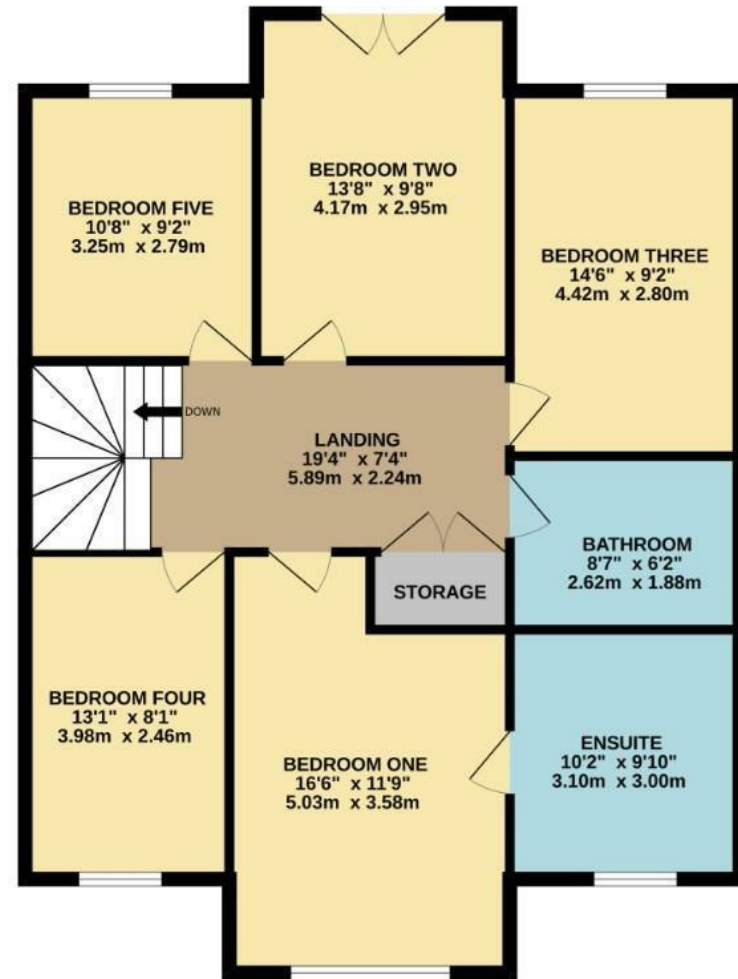 BEDROOM TWO
13'8" x 9'8"
4.17m x 2.95m
BEDROOM FIVE
10'8" x 9'2"
3.25m x 2.79m
BEDROOM THREE
14'6" x 9'2"
4.42m x 2.80m
DOWN
LANDING
19'4" x 7'4"
5.89m x 2.24m
BATHROOM
8'7" x 6'2"
2.62m x 1.88m
STORAGE
BEDROOM FOUR
13'1" x 8'1"
3.98m x 2.46m
BEDROOM ONE
16'6" x 11'9"
5.03m x 3.58m
ENSUITE
10'2" x 9'10"
3.10m x 3.00m